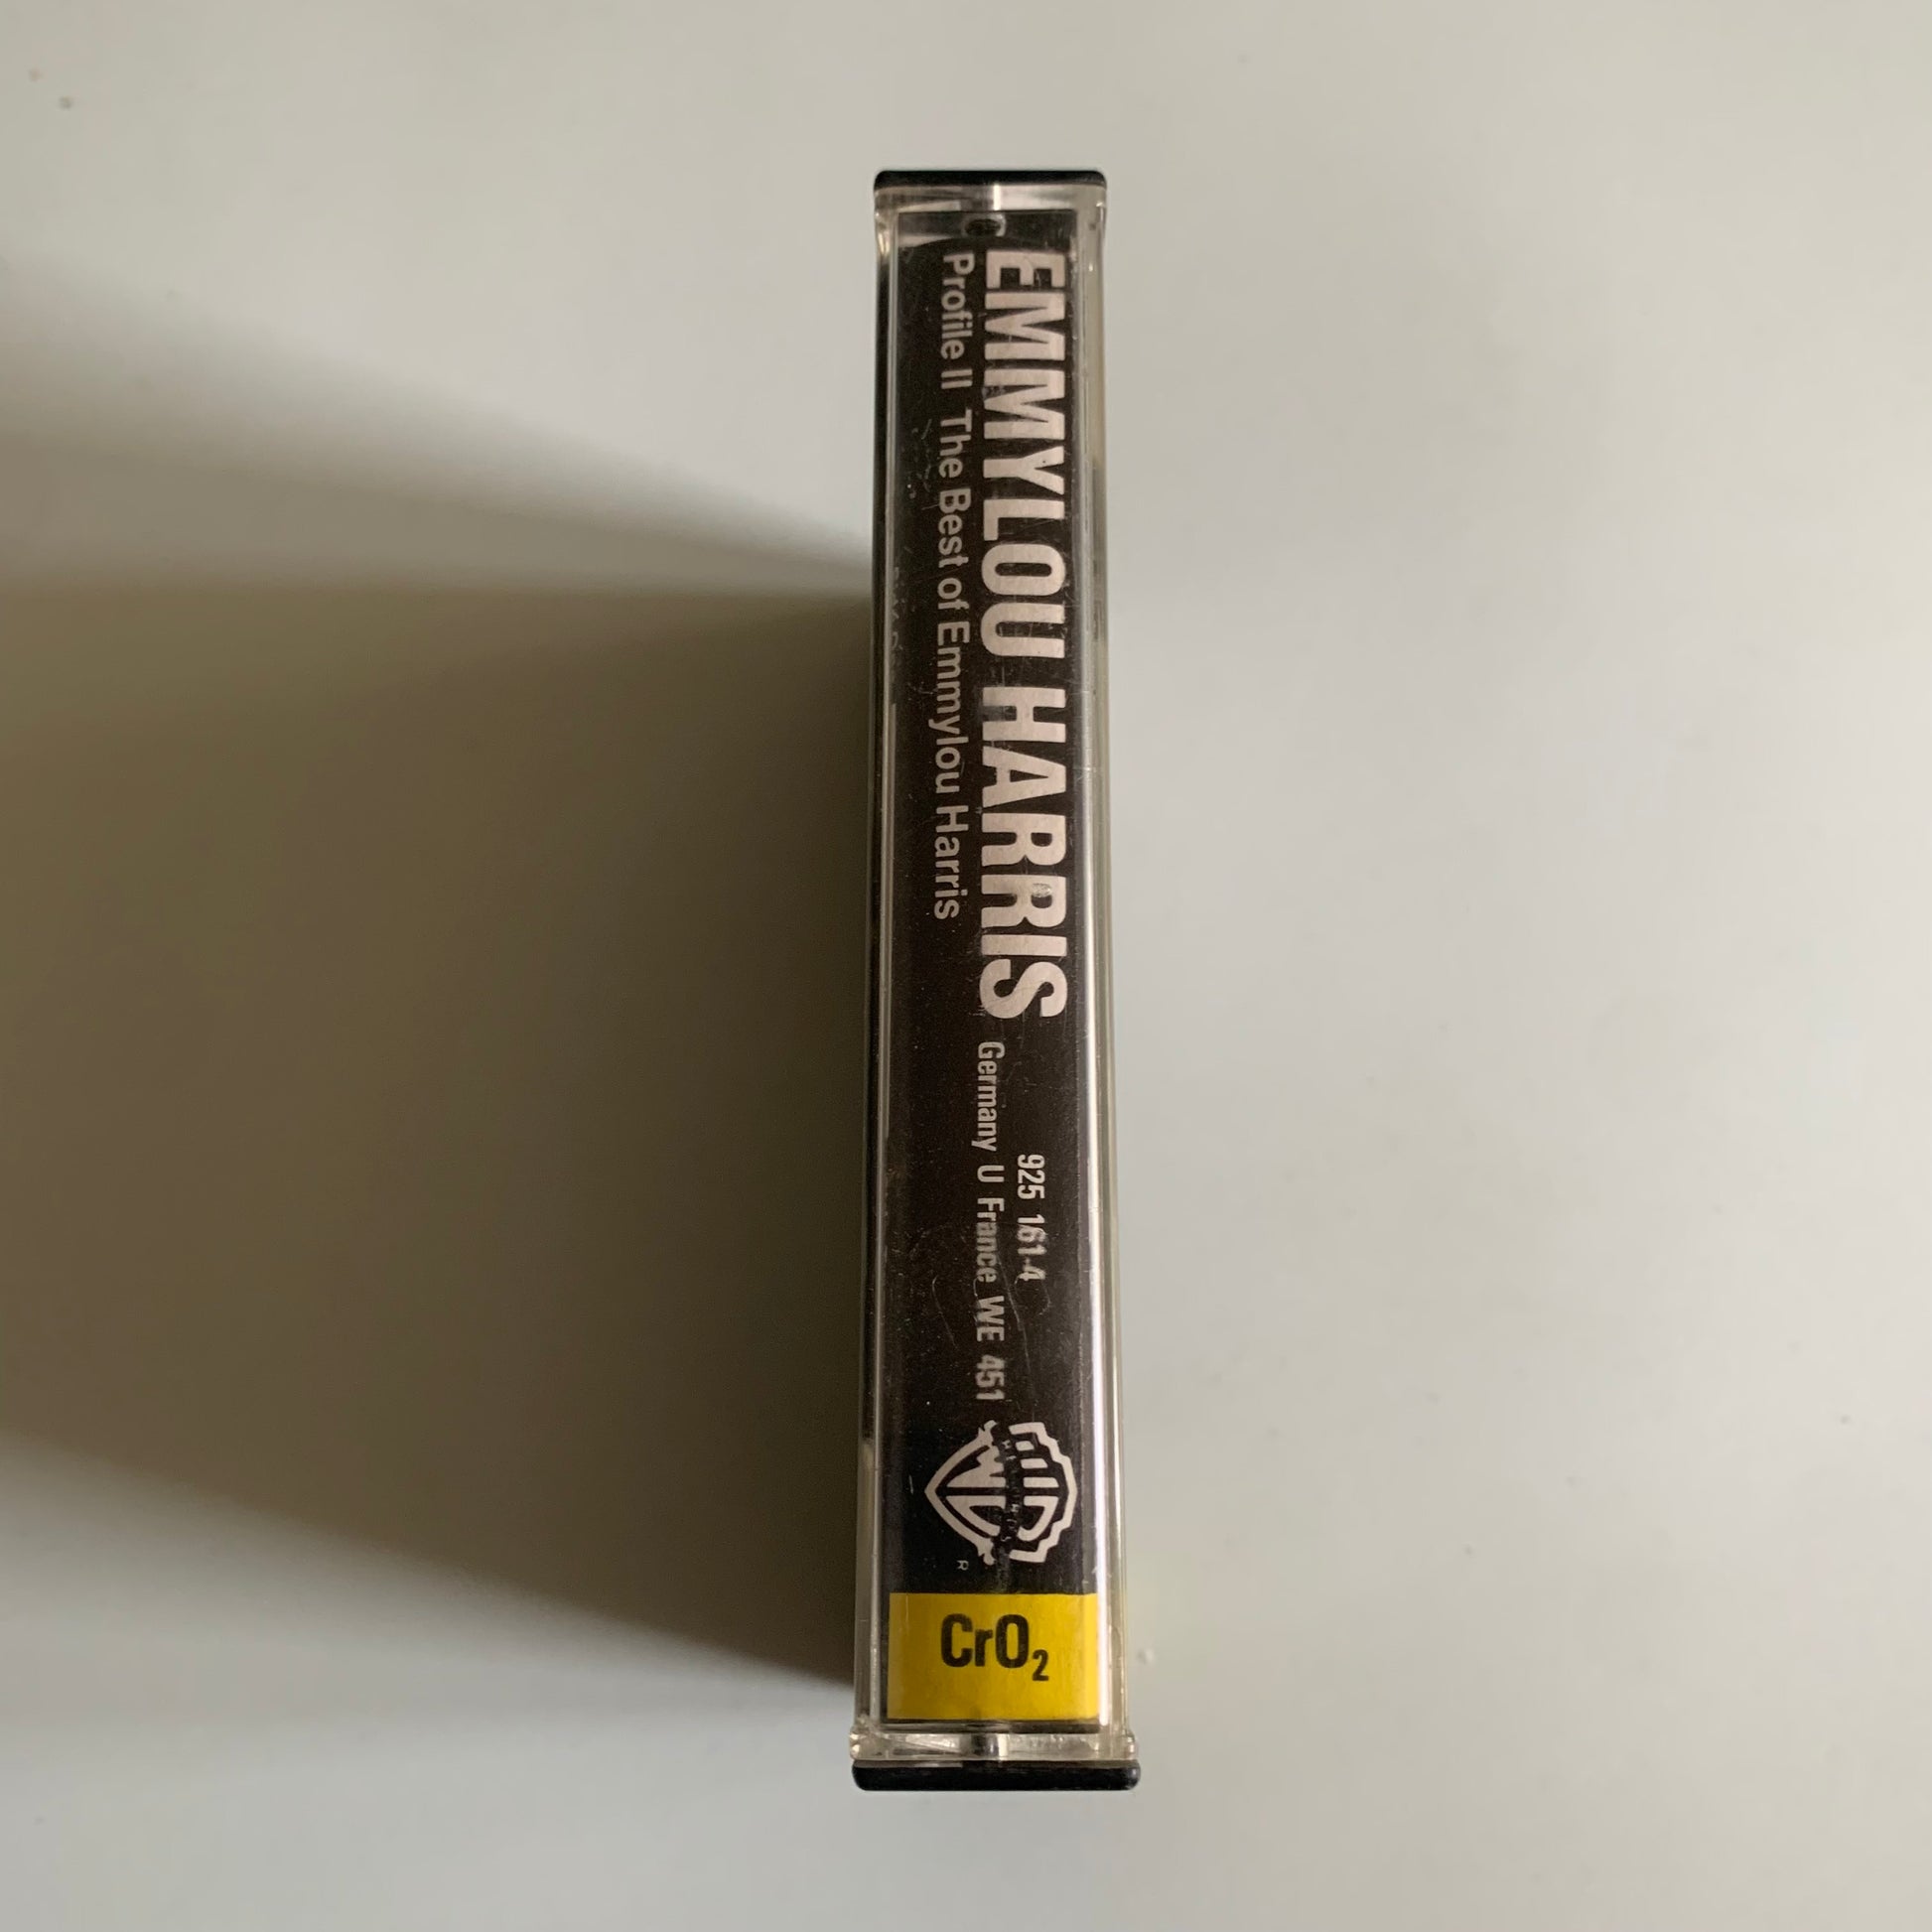 EMMYLOU HARRIS
Profile II The Best of Emmylou Harris
925 161-4
Germany U France WE 451
R
CrO₂